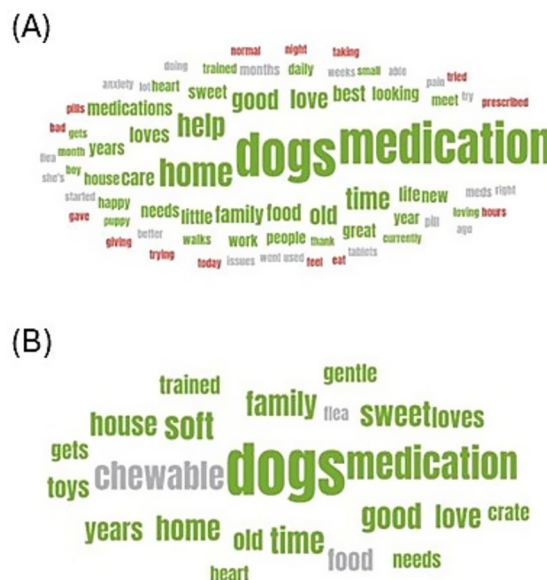 (A)
normal night taking
doing trained months daily weeks small able
anxiety lot heart sweet good love best looking pain tried
pills medications meet try prescribed
bad loves help
gets dogs medication
flea month years home
she's boy house care time life new meds right
started happy needs little family food old year pill loving hours
gave puppy great ago
better walks work people thank currently
giving tablets
trying today issues went used feel eat
(B)
gentle
trained family
flea sweet loves
house soft
gets dogs medication
chewable
toys
good love crate
years home old time
food needs
heart